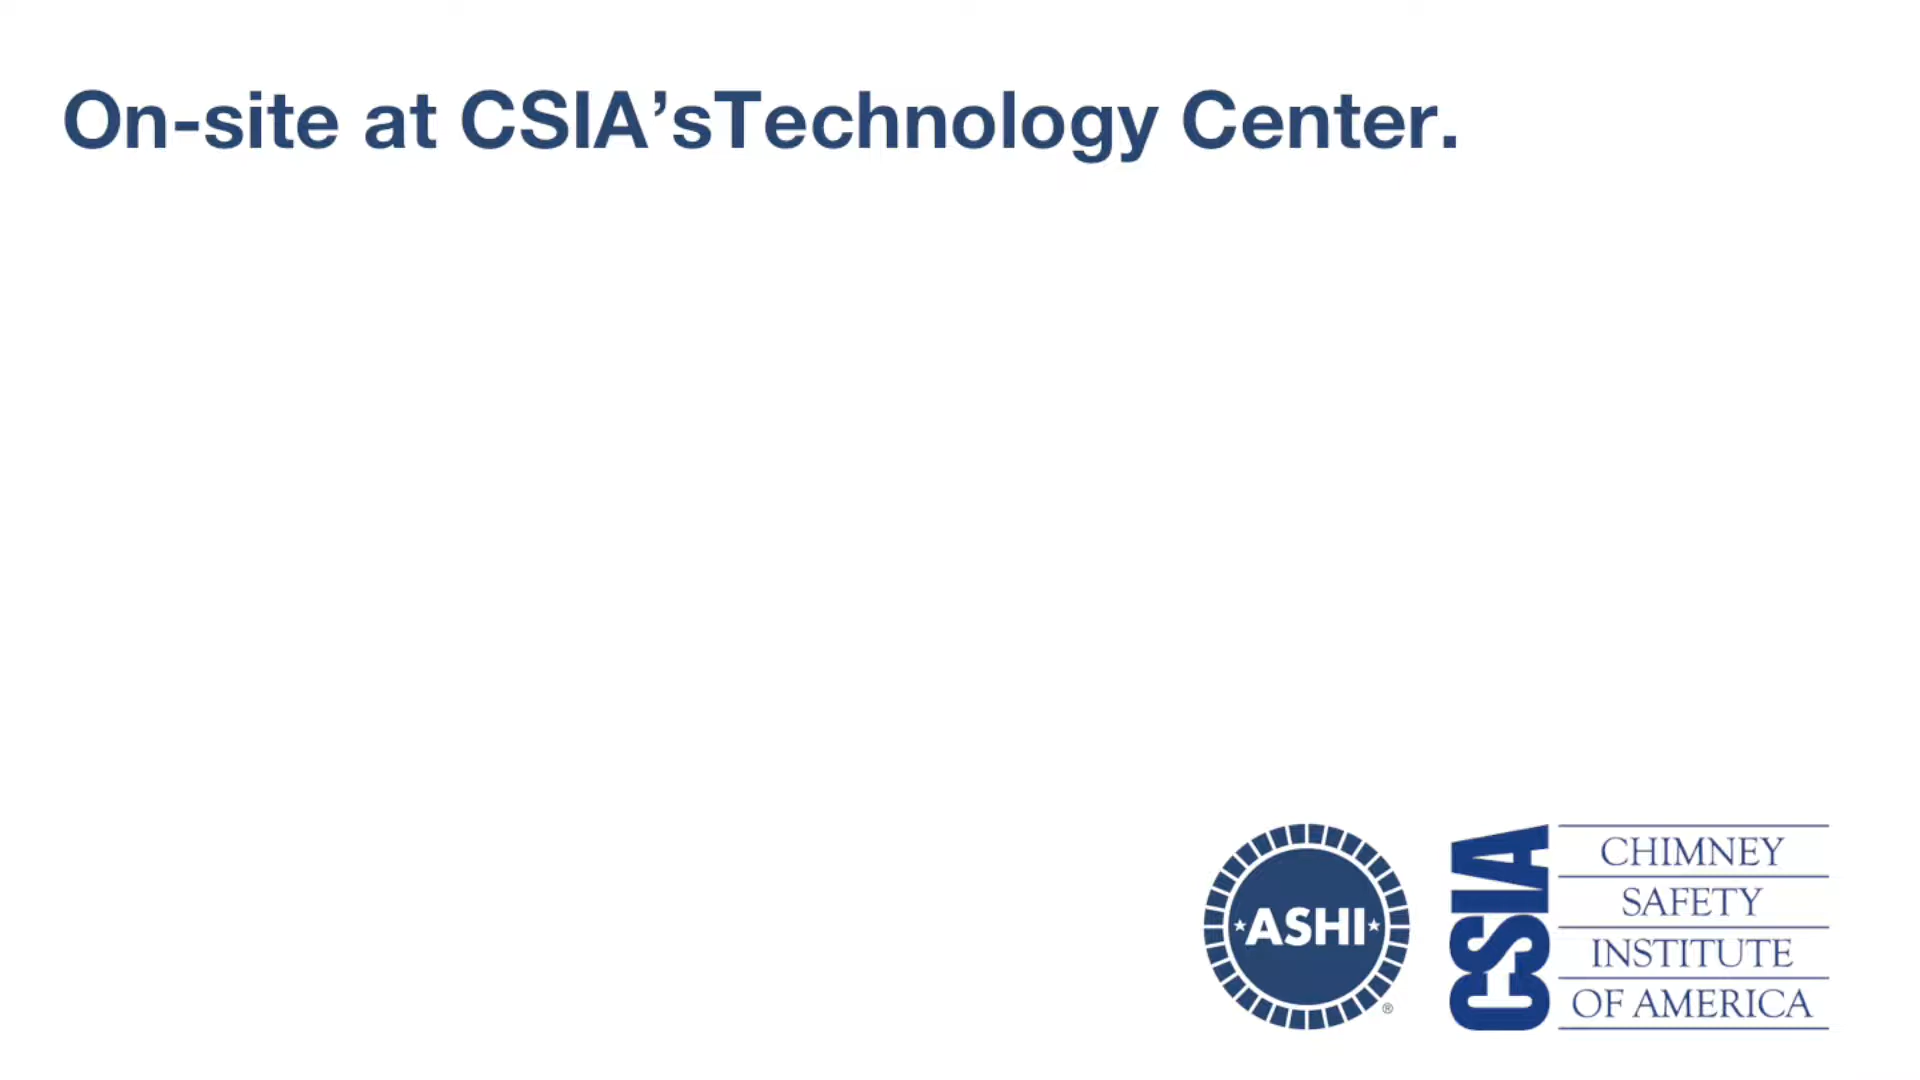 On-site at CSIA’sTechnology Center.
★ASHI★
®
CSIA
CHIMNEY
SAFETY
INSTITUTE
OF AMERICA